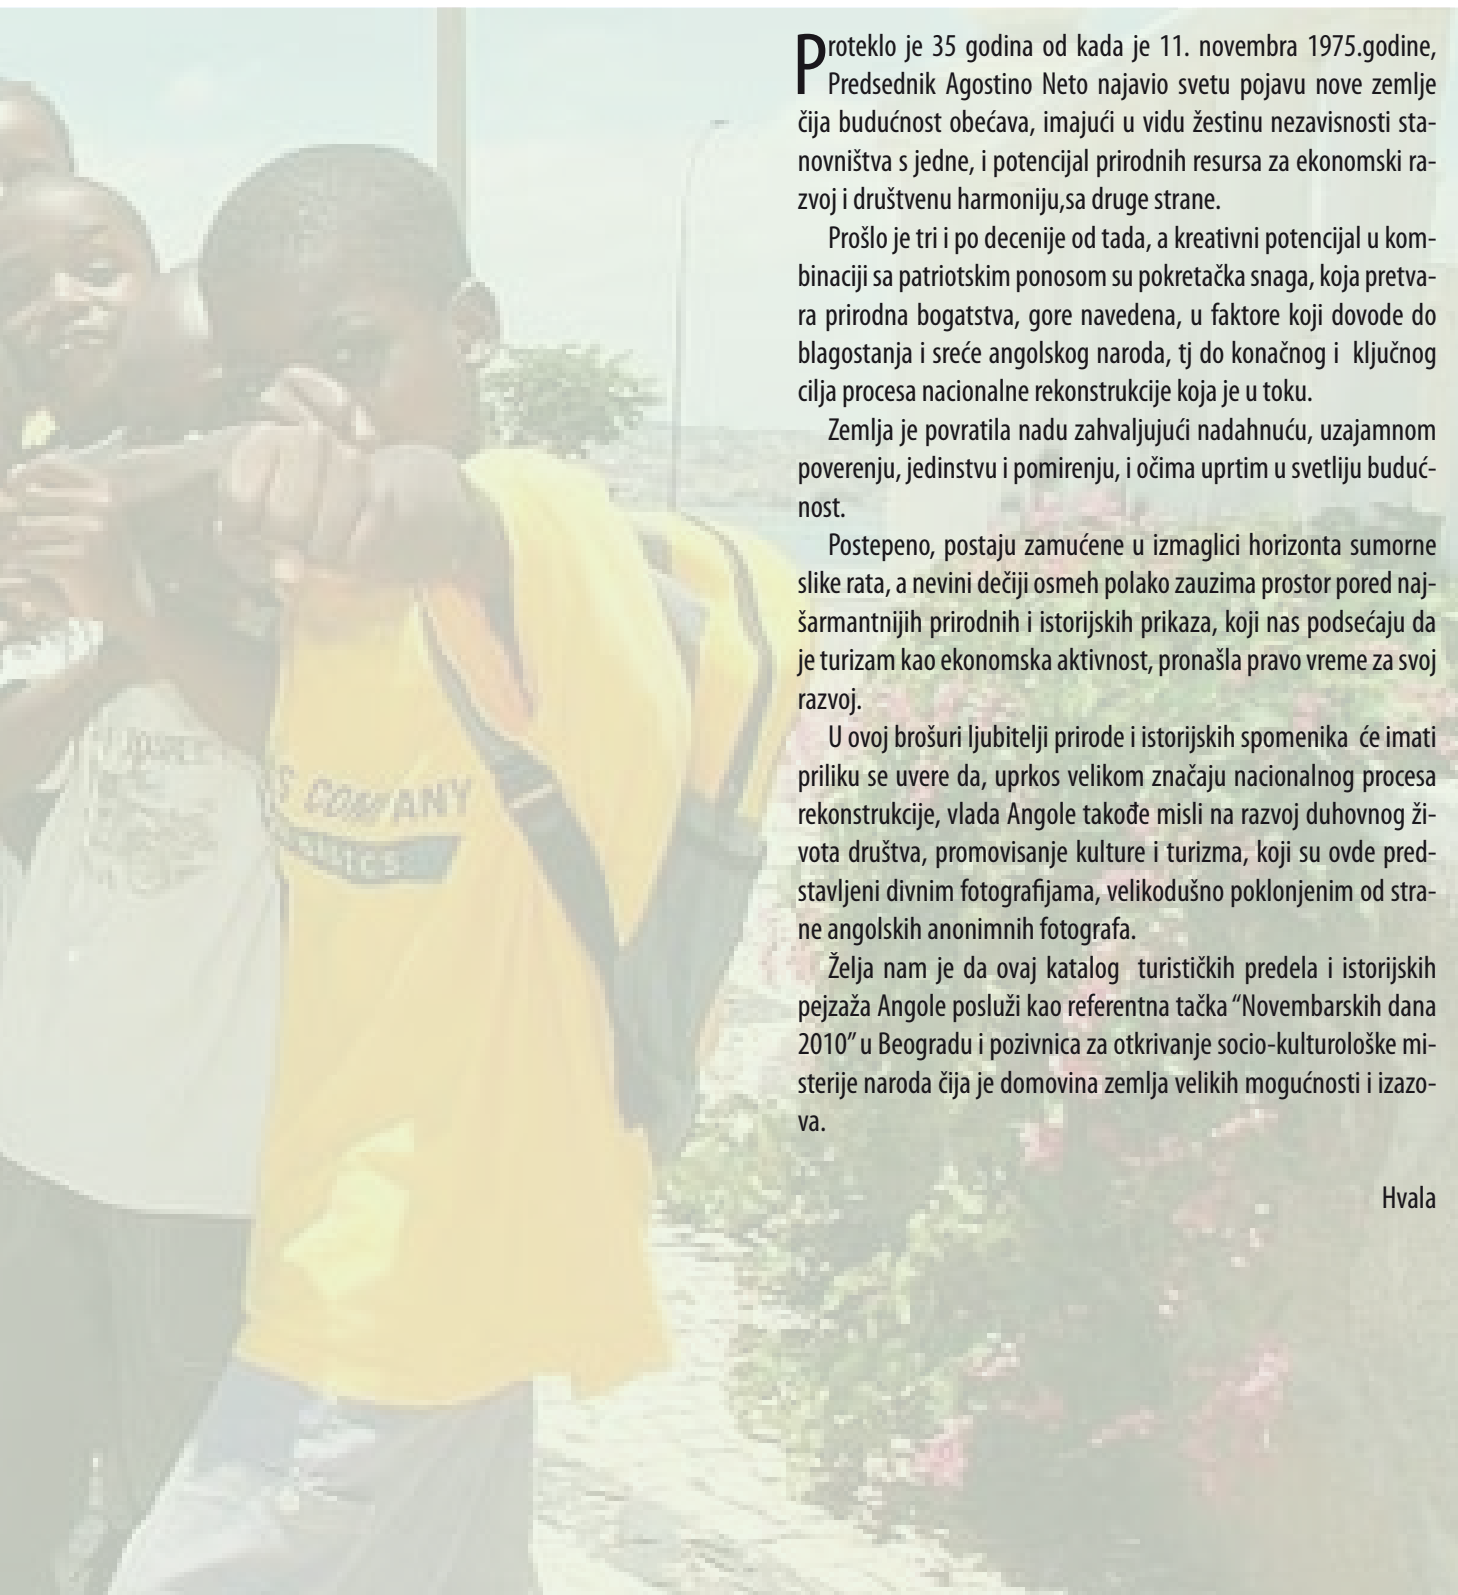 Proteklo je 35 godina od kada je 11. novembra 1975.godine,
Predsednik Agostino Neto najavio svetu pojavu nove zemlje
čija budućnost obećava, imajući u vidu žestinu nezavisnosti sta-
novništva s jedne, i potencijal prirodnih resursa za ekonomski ra-
zvoj i društvenu harmoniju,sa druge strane.
Prošlo je tri i po decenije od tada, a kreativni potencijal u kom-
binaciji sa patriotskim ponosom su pokretačka snaga, koja pretva-
ra prirodna bogatstva, gore navedena, u faktore koji dovode do
blagostanja i sreće angolskog naroda, tj do konačnog i  ključnog
cilja procesa nacionalne rekonstrukcije koja je u toku.
Zemlja je povratila nadu zahvaljujući nadahnuću, uzajamnom
poverenju, jedinstvu i pomirenju, i očima uprtim u svetliju buduć-
nost.
Postepeno, postaju zamućene u izmaglici horizonta sumorne
slike rata, a nevini dečiji osmeh polako zauzima prostor pored naj-
šarmantnijih prirodnih i istorijskih prikaza, koji nas podsećaju da
je turizam kao ekonomska aktivnost, pronašla pravo vreme za svoj
razvoj.
U ovoj brošuri ljubitelji prirode i istorijskih spomenika  će imati
priliku se uvere da, uprkos velikom značaju nacionalnog procesa
rekonstrukcije, vlada Angole takođe misli na razvoj duhovnog ži-
vota društva, promovisanje kulture i turizma, koji su ovde pred-
stavljeni divnim fotografijama, velikodušno poklonjenim od stra-
ne angolskih anonimnih fotografa.
Želja nam je da ovaj katalog  turističkih predela i istorijskih
pejzaža Angole posluži kao referentna tačka “Novembarskih dana
2010” u Beogradu i pozivnica za otkrivanje socio-kulturološke mi-
sterije naroda čija je domovina zemlja velikih mogućnosti i izazo-
va.
Hvala
S COMPANY